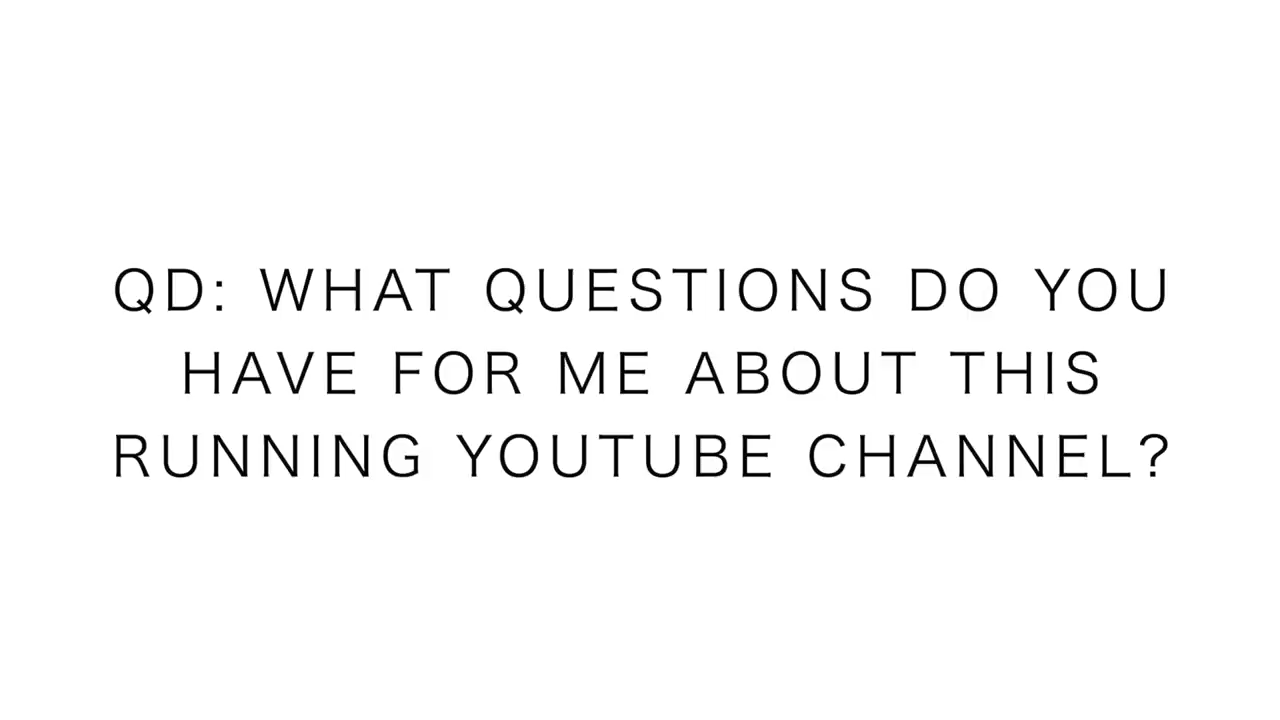 QD: WHAT QUESTIONS DO YOU
HAVE FOR ME ABOUT THIS
RUNNING YOUTUBE CHANNEL?